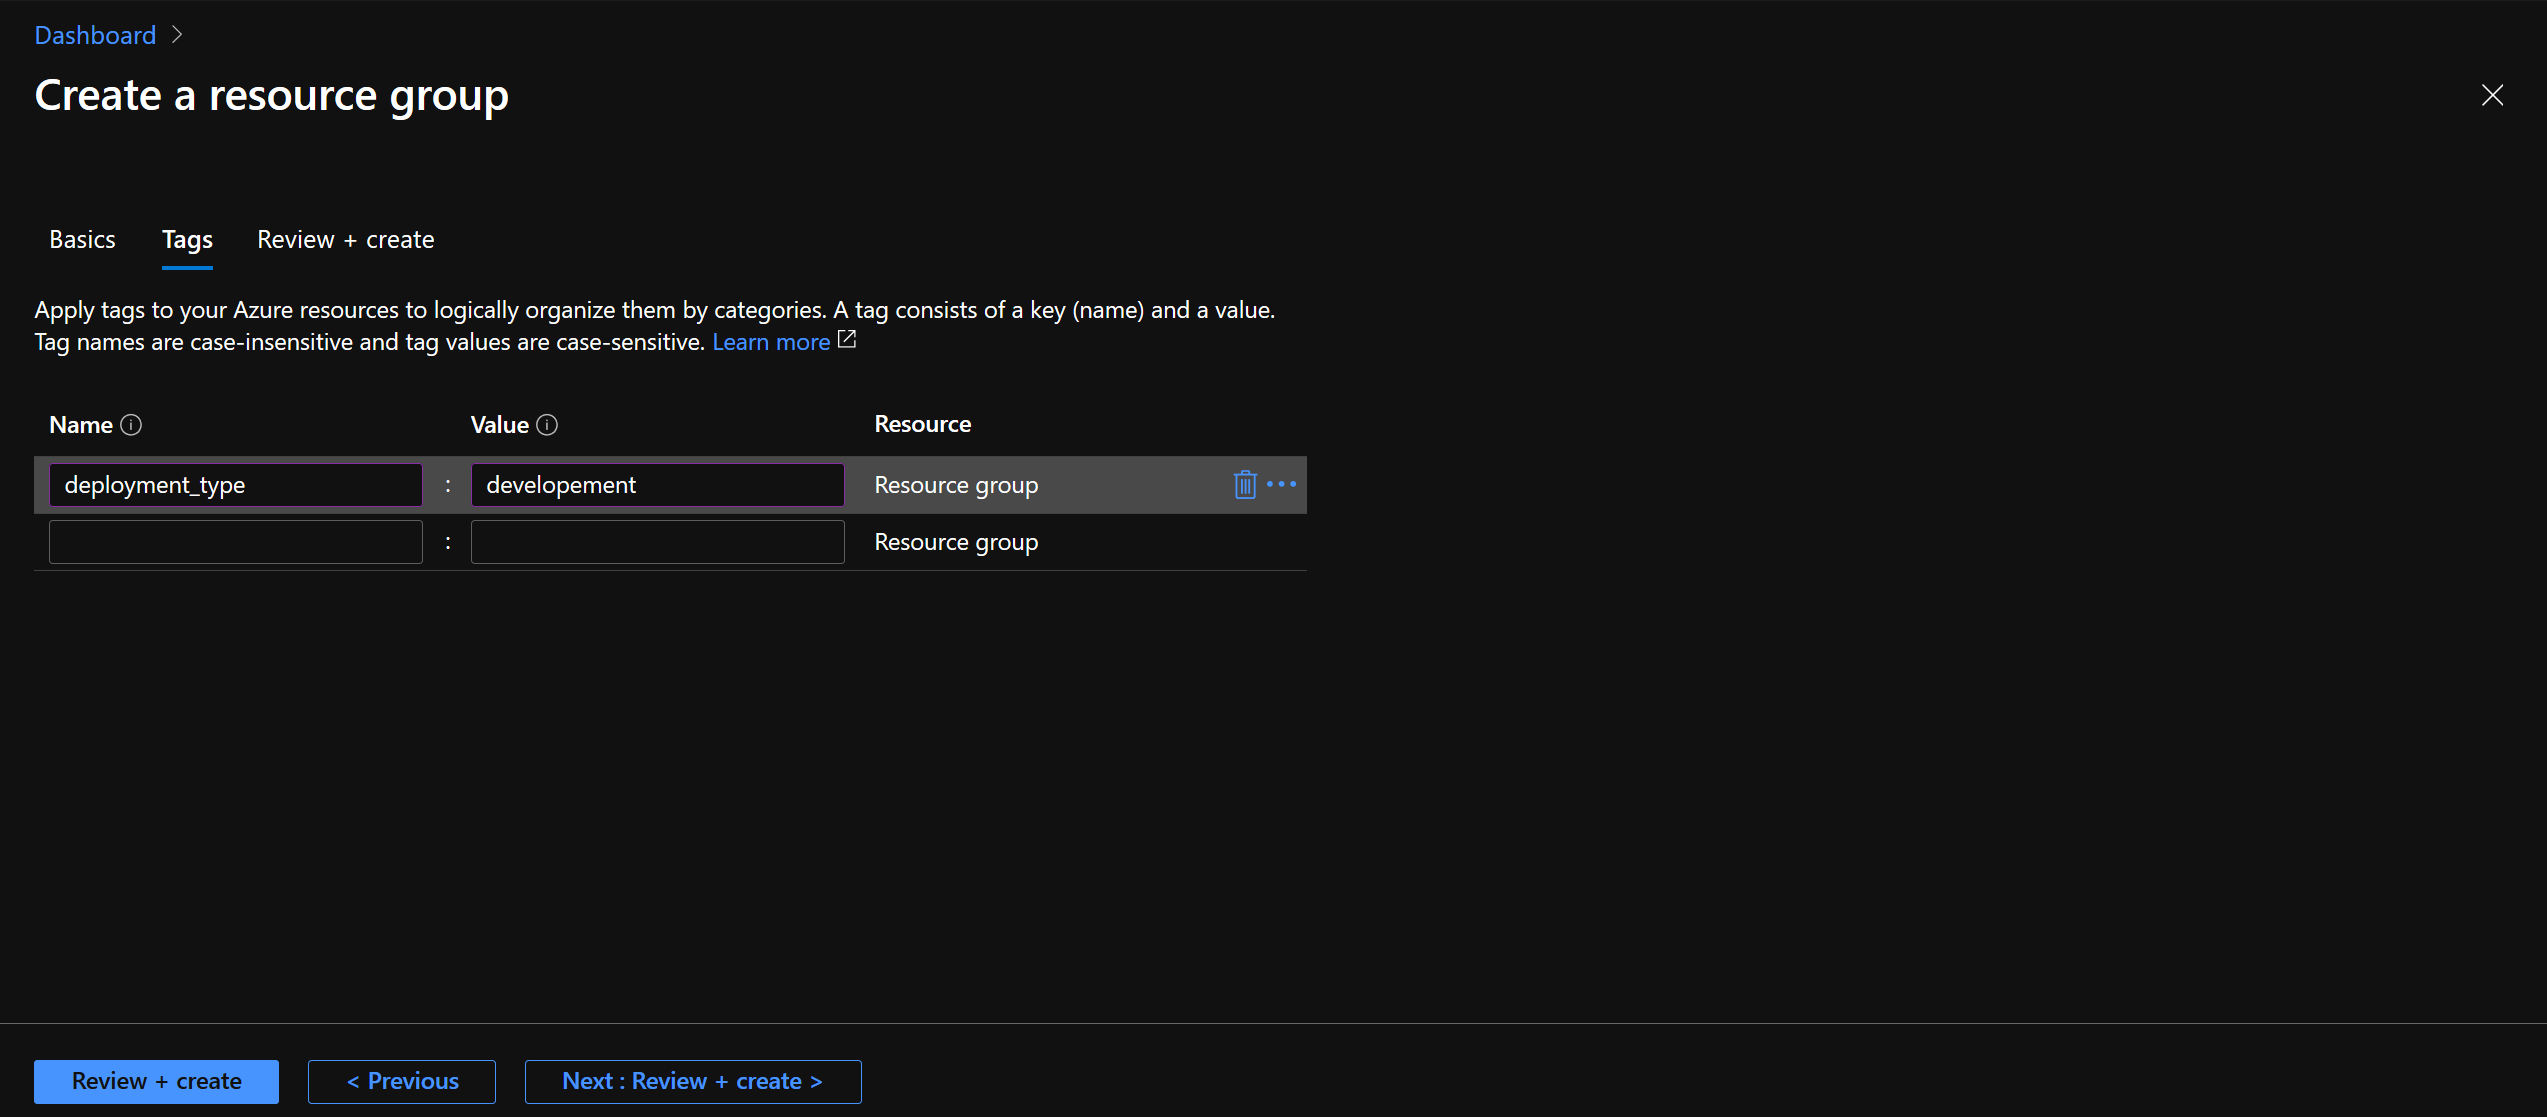 Dashboard >
Create a resource group
Basics Tags Review + create
Apply tags to your Azure resources to logically organize them by categories. A tag consists of a key (name) and a value.
Tag names are case-insensitive and tag values are case-sensitive. Learn more
Name Value Resource
deployment_type : developement Resource group
: Resource group
Review + create < Previous Next : Review + create >